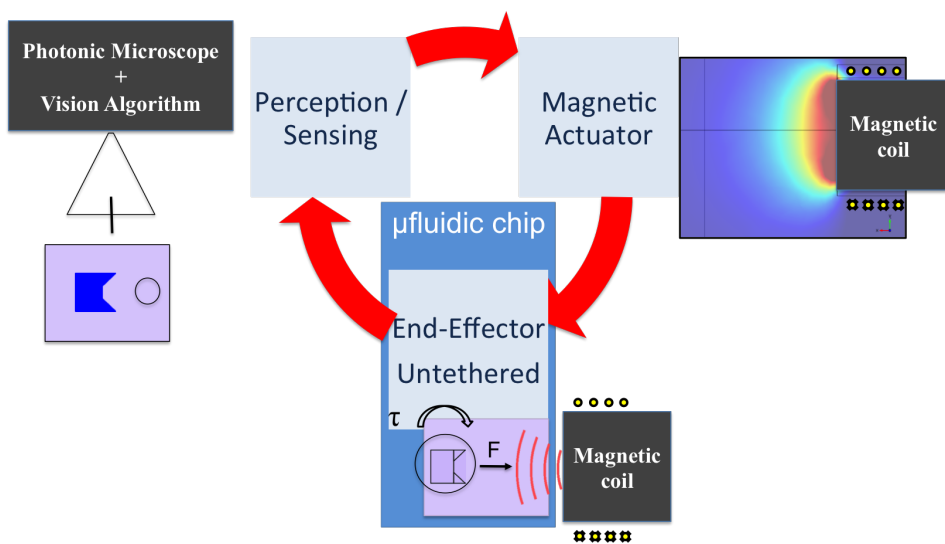 Photonic Microscope
+
Vision Algorithm
Perception /
Sensing
Magnetic
Actuator
Magnetic
coil
µfluidic chip
End-Effector
Untethered
τ
F
Magnetic
coil